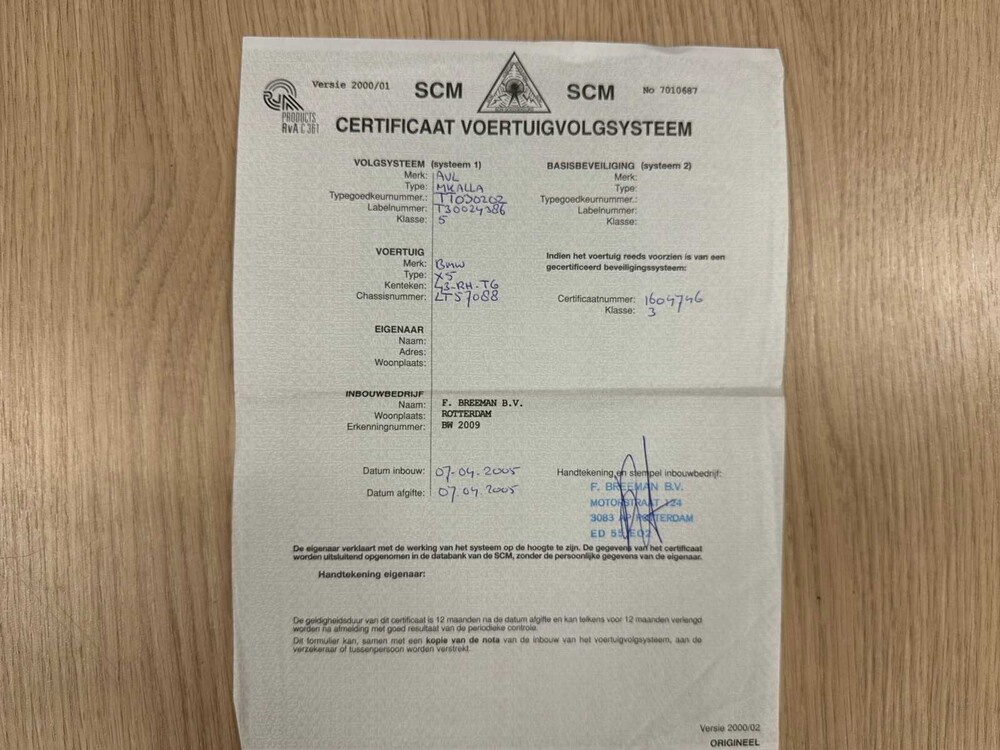 Versie 2000/01
SCM
SCM
No 7010687
PRODUCTS
RvA C 361
CERTIFICAAT VOERTUIGVOLGSYSTEEM
VOLGSYSTEEM (systeem 1)
Merk: AVL
Type: MKALLA
Typegoedkeurnummer.: TT030202
Labelnummer: T30024386
Klasse: 5
BASISBEVEILIGING (systeem 2)
Merk:
Type:
Typegoedkeurnummer.:
Labelnummer:
Klasse:
VOERTUIG
Merk: BMW
Type: X5
Kenteken: 43-RH-TG
Chassisnummer: LT57088
Indien het voertuig reeds voorzien is van een
gecertificeerd beveiligingssysteem:
Certificaatnummer: 1604746
Klasse: 3
EIGENAAR
Naam:
Adres:
Woonplaats:
INBOUWBEDRIJF
Naam: F. BREEMAN B.V.
Woonplaats: ROTTERDAM
Erkenningnummer: BW 2009
Datum inbouw: 07-04-2005
Datum afgifte: 07.04 2005
Handtekening en stempel inbouwbedrijf:
F. BREEMAN B.V.
MOTORSTRAAT 124
3083 AP ROTTERDAM
De eigenaar verklaart met de werking van het systeem op de hoogte te zijn. De gegevens van het certificaat
worden uitsluitend opgenomen in de databank van de SCM, zonder de persoonlijke gegevens van de eigenaar.
Handtekening eigenaar:
De geldigheidsduur van dit certificaat is 12 maanden na de datum afgifte en kan telkens voor 12 maanden verlengd
worden na afmelding met goed resultaat van de periodieke controle.
Dit formulier kan, samen met een kopie van de nota van de inbouw van het voertuigvolgsysteem, aan de
verzekeraar of tussenpersoon worden verstrekt.
Versie 2000/02
ORIGINEEL